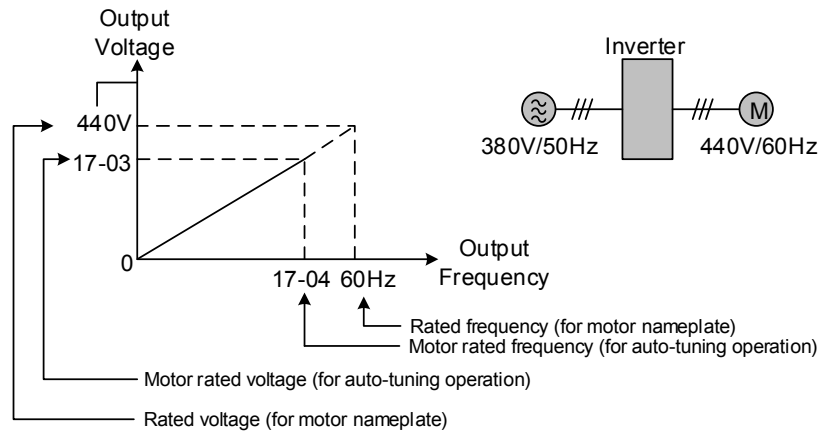 Output
Voltage
440V
17-03
0
17-04 60Hz
Output
Frequency
Rated frequency (for motor nameplate)
Motor rated frequency (for auto-tuning operation)
Motor rated voltage (for auto-tuning operation)
Rated voltage (for motor nameplate)
Inverter
M
380V/50Hz
440V/60Hz